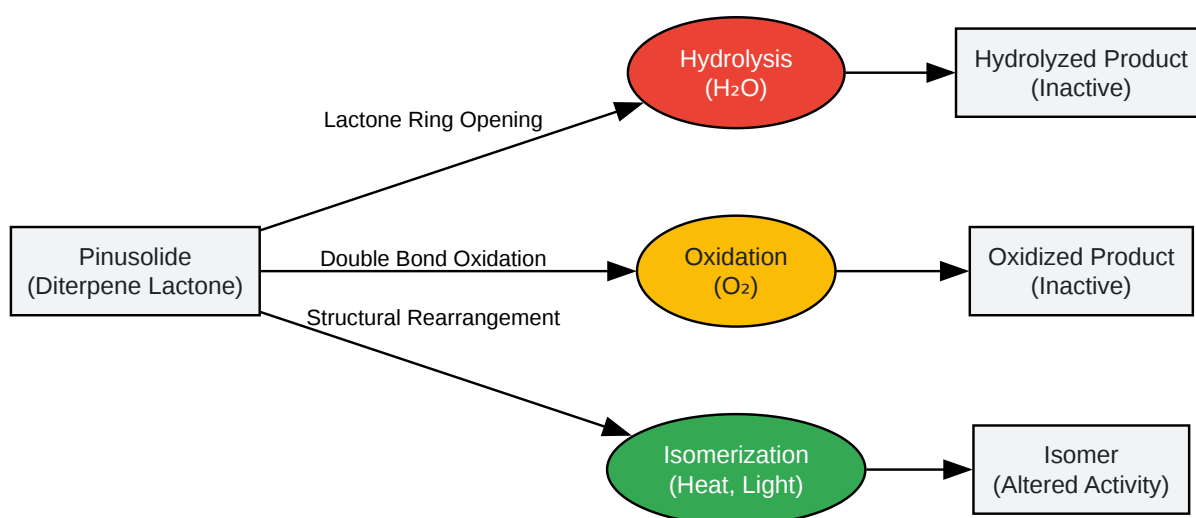 Pinusolide
(Diterpene Lactone)
Lactone Ring Opening
Hydrolysis
(H₂O)
Hydrolyzed Product
(Inactive)
Double Bond Oxidation
Oxidation
(O₂)
Oxidized Product
(Inactive)
Structural Rearrangement
Isomerization
(Heat, Light)
Isomer
(Altered Activity)